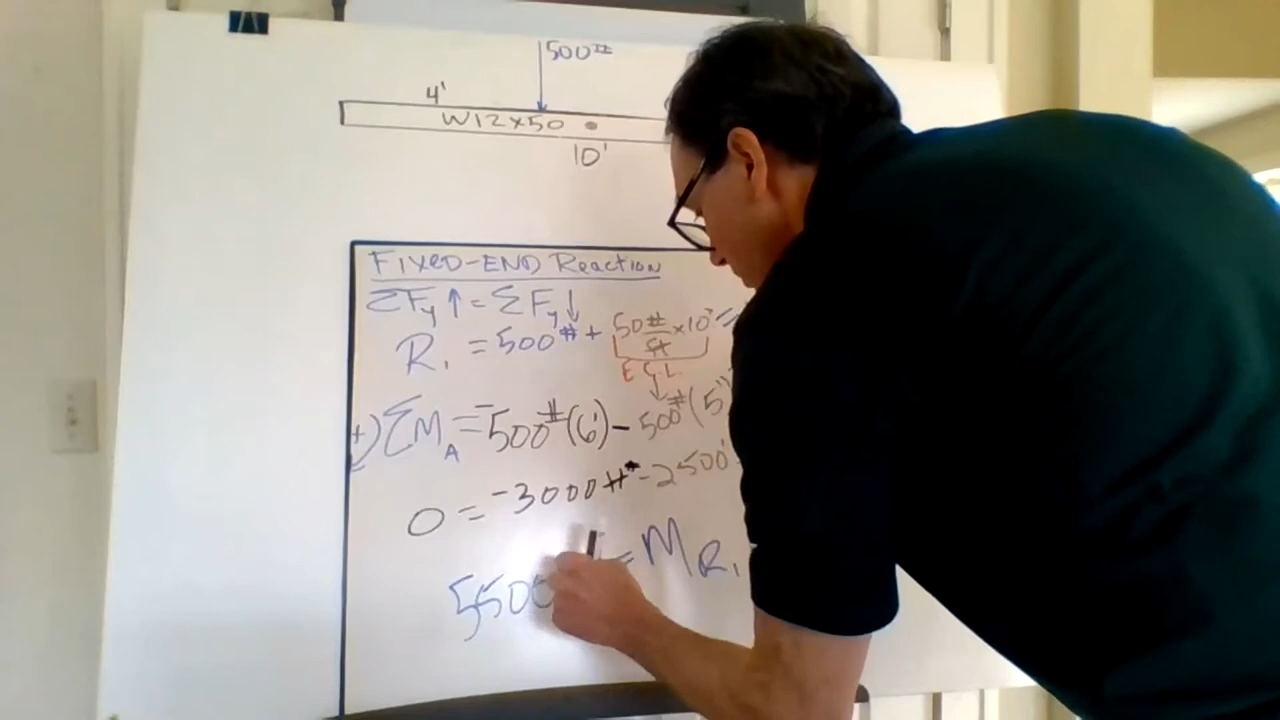 500#
4'
W12x50
10'
FIXED-END Reaction
ΣFy ↑ = ΣFy ↓
R1 = 500# + 50 #/ft x 10' =
E.G.L.
+) ΣMA = -500#(6') - 500#(5')
0 = -3000#' - 2500'
5500 = MR1